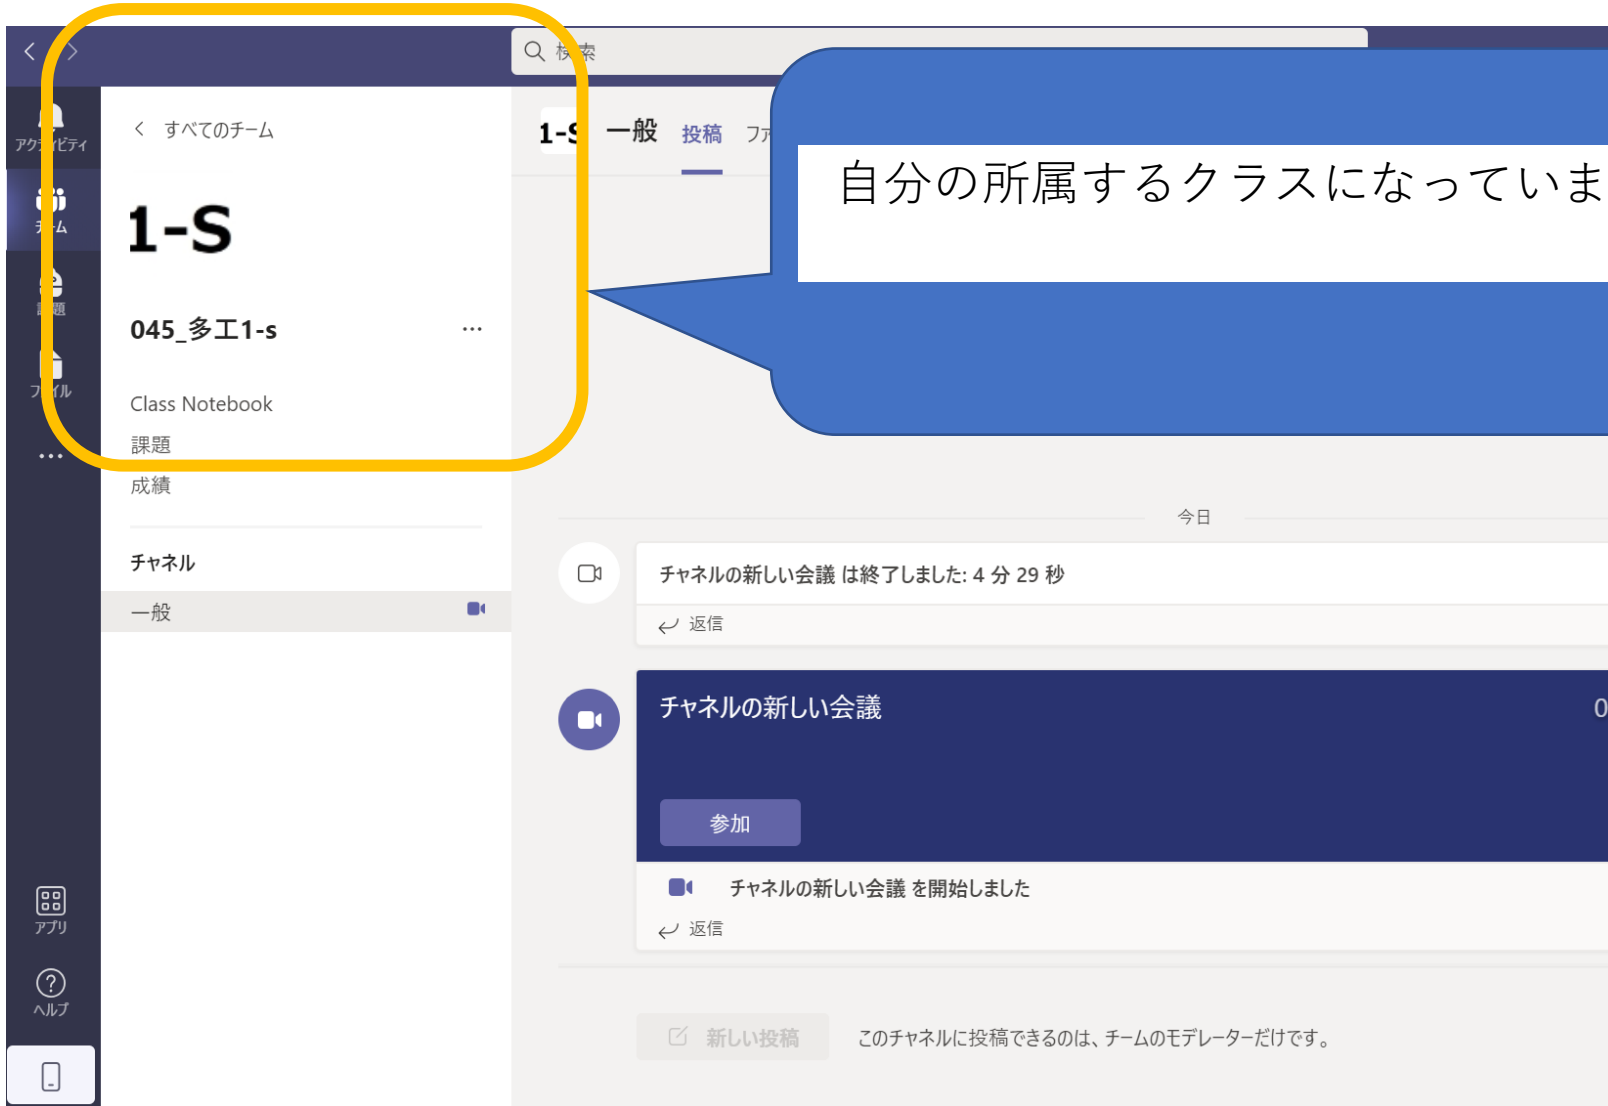 検索
アクティビティ
チーム
課題
ファイル
アプリ
ヘルプ
すべてのチーム
1-S
045_多工1-s
Class Notebook
課題
成績
チャネル
一般
1-S 一般 投稿 ファ
自分の所属するクラスになっていま
今日
チャネルの新しい会議 は終了しました: 4 分 29 秒
返信
チャネルの新しい会議 0
参加
チャネルの新しい会議 を開始しました
返信
新しい投稿 このチャネルに投稿できるのは、チームのモデレーターだけです。